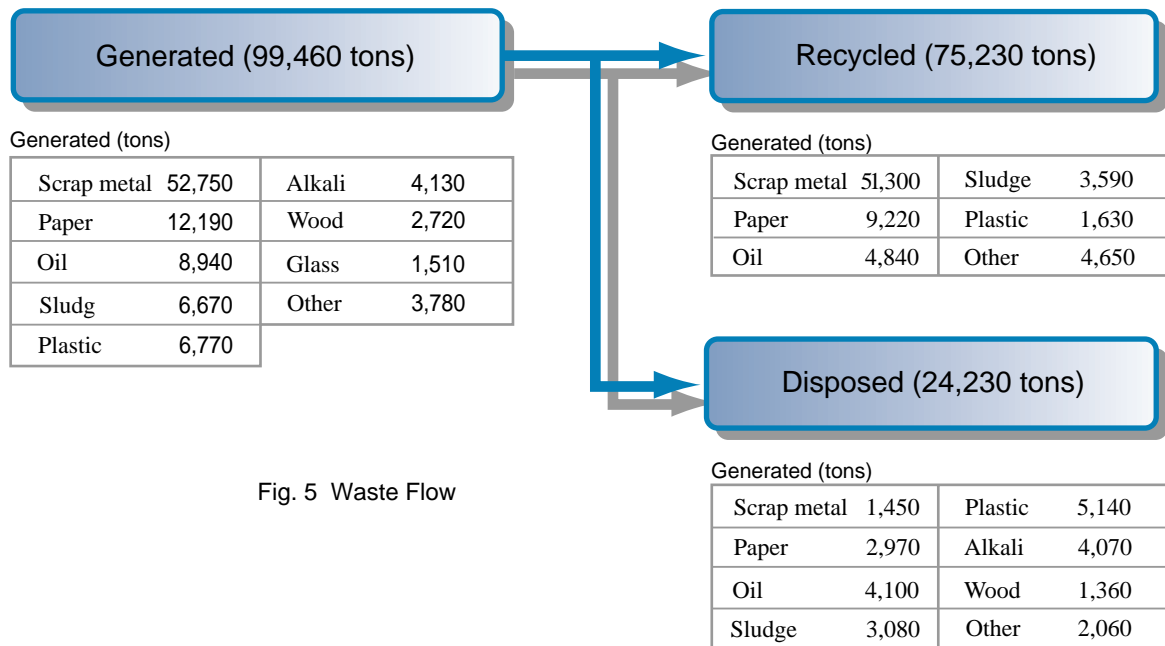 Generated (99,460 tons)
Generated (tons)
Scrap metal 52,750 Alkali 4,130
Paper 12,190 Wood 2,720
Oil 8,940 Glass 1,510
Sludg 6,670 Other 3,780
Plastic 6,770
Recycled (75,230 tons)
Generated (tons)
Scrap metal 51,300 Sludge 3,590
Paper 9,220 Plastic 1,630
Oil 4,840 Other 4,650
Disposed (24,230 tons)
Generated (tons)
Scrap metal 1,450 Plastic 5,140
Paper 2,970 Alkali 4,070
Oil 4,100 Wood 1,360
Sludge 3,080 Other 2,060
Fig. 5 Waste Flow